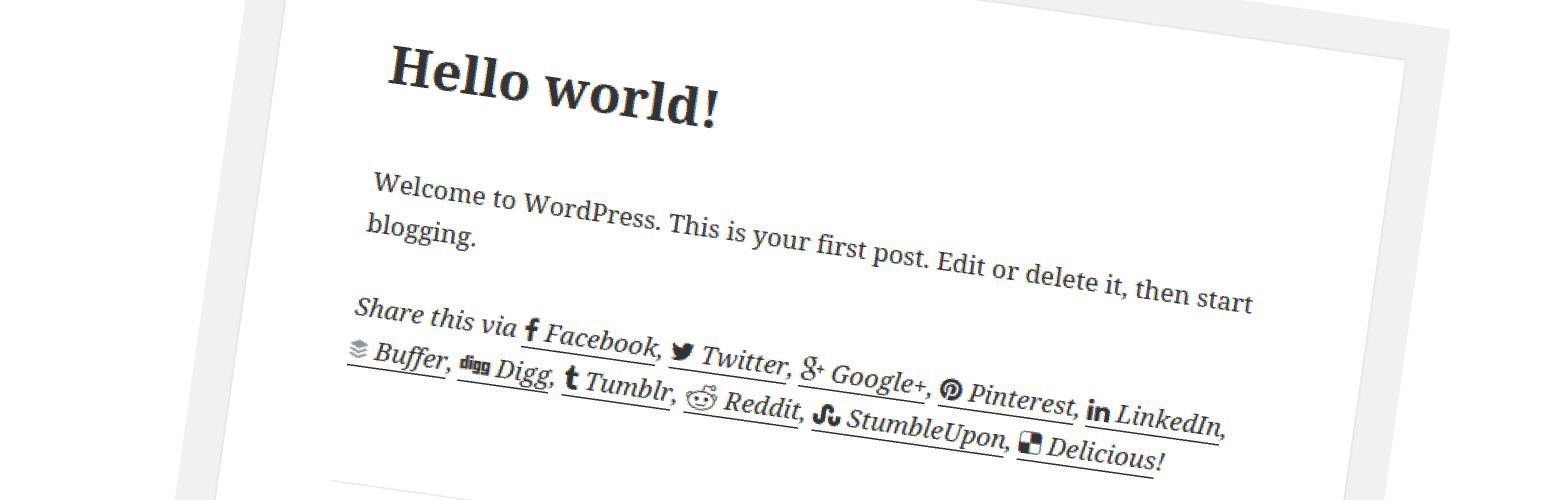 Hello world!
Welcome to WordPress. This is your first post. Edit or delete it, then start
blogging.
Share this via Facebook, Twitter, Google+, Pinterest, LinkedIn,
Buffer, digg Digg, Tumblr, Reddit, StumbleUpon, Delicious!